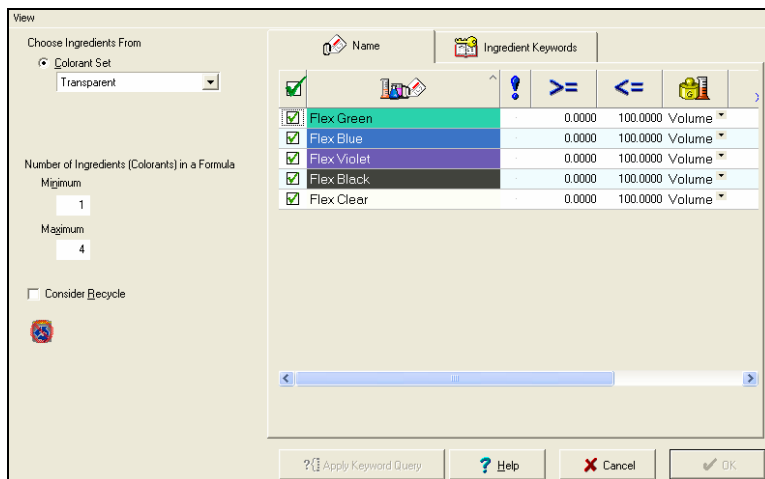 View
Choose Ingredients From
Colorant Set
Transparent
Number of Ingredients (Colorants) in a Formula
Minimum
1
Maximum
4
Consider Recycle
Name
Ingredient Keywords
>= <=
Flex Green 0.0000 100.0000 Volume
Flex Blue 0.0000 100.0000 Volume
Flex Violet 0.0000 100.0000 Volume
Flex Black 0.0000 100.0000 Volume
Flex Clear 0.0000 100.0000 Volume
Apply Keyword Query
Help
Cancel
OK